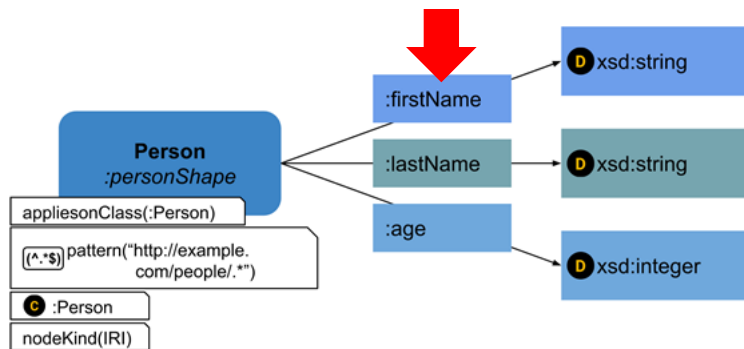 :firstName
D xsd:string
Person
:personShape
:lastName
D xsd:string
appliesonClass(:Person)
:age
(^.*$) pattern("http://example.
com/people/.*")
D xsd:integer
C :Person
nodeKind(IRI)